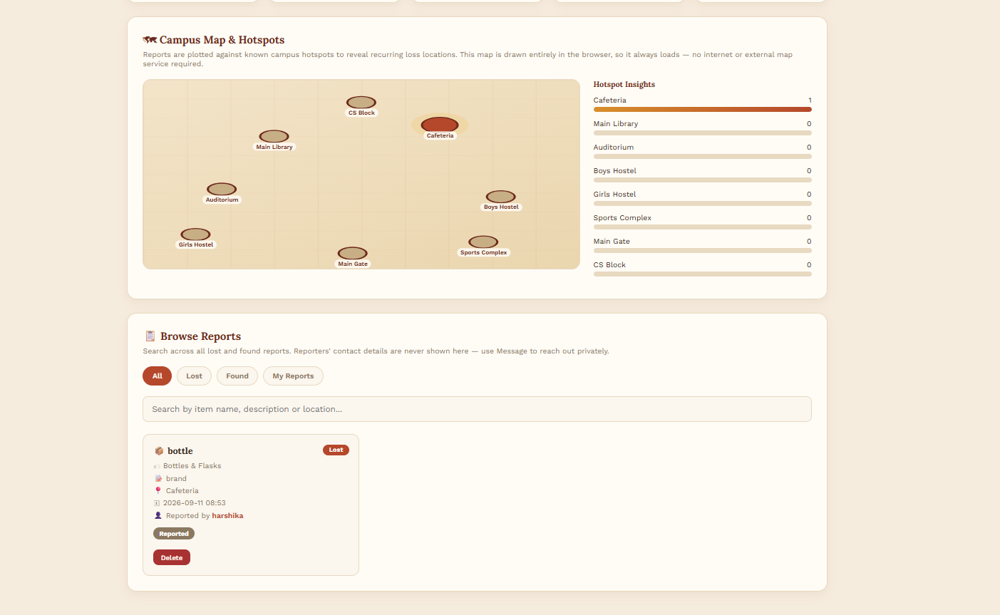 Campus Map & Hotspots
Reports are plotted against known campus hotspots to reveal recurring loss locations. This map is drawn entirely in the browser, so it always loads — no internet or external map
service required.
CS Block
Cafeteria
Main Library
Auditorium
Boys Hostel
Girls Hostel
Sports Complex
Main Gate
Hotspot Insights
Cafeteria 1
Main Library 0
Auditorium 0
Boys Hostel 0
Girls Hostel 0
Sports Complex 0
Main Gate 0
CS Block 0
Browse Reports
Search across all lost and found reports. Reporters' contact details are never shown here — use Message to reach out privately.
All Lost Found My Reports
Search by item name, description or location...
bottle Lost
Bottles & Flasks
brand
Cafeteria
2026-09-11 08:53
Reported by harshika
Reported
Delete